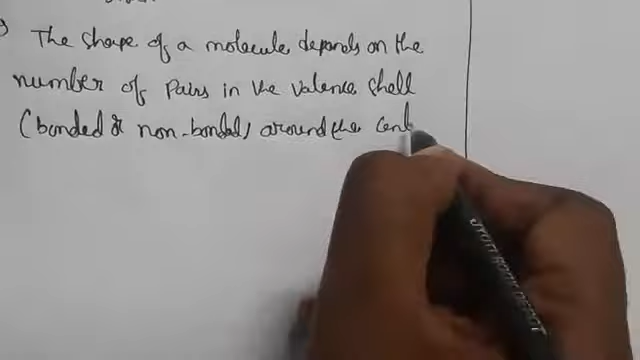 The shape of a molecule depends on the
number of pairs in the valence shell
(bonded & non-bonded) around the cent